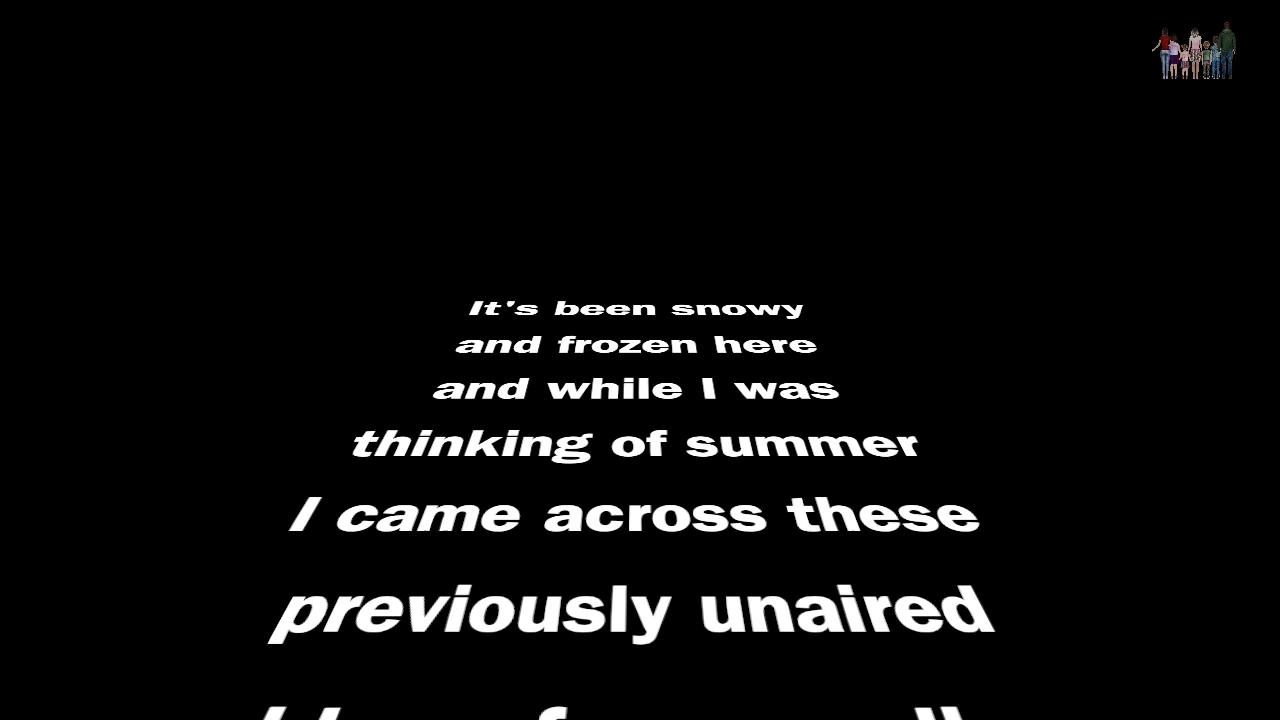 It's been snowy
and frozen here
and while I was
thinking of summer
I came across these
previously unaired